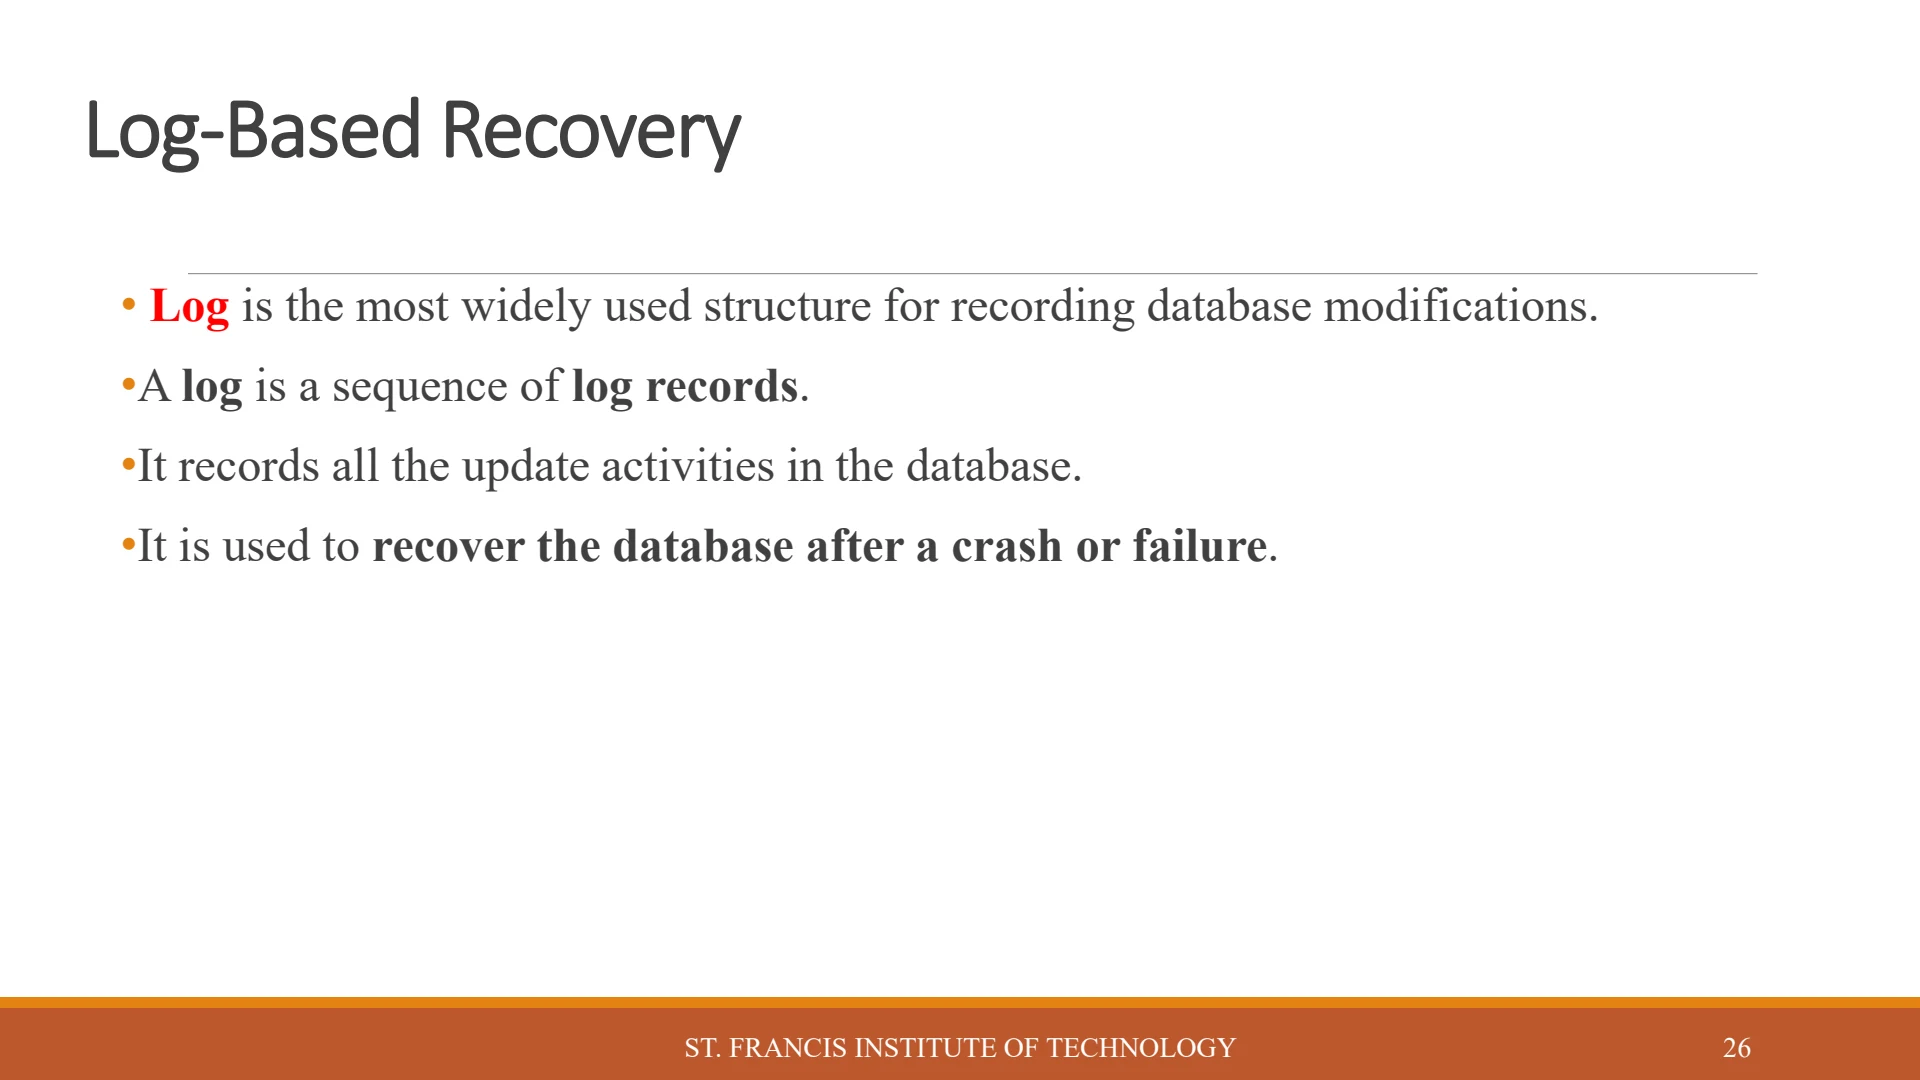 Log-Based Recovery
• Log is the most widely used structure for recording database modifications.
•A log is a sequence of log records.
•It records all the update activities in the database.
•It is used to recover the database after a crash or failure.
ST. FRANCIS INSTITUTE OF TECHNOLOGY
26